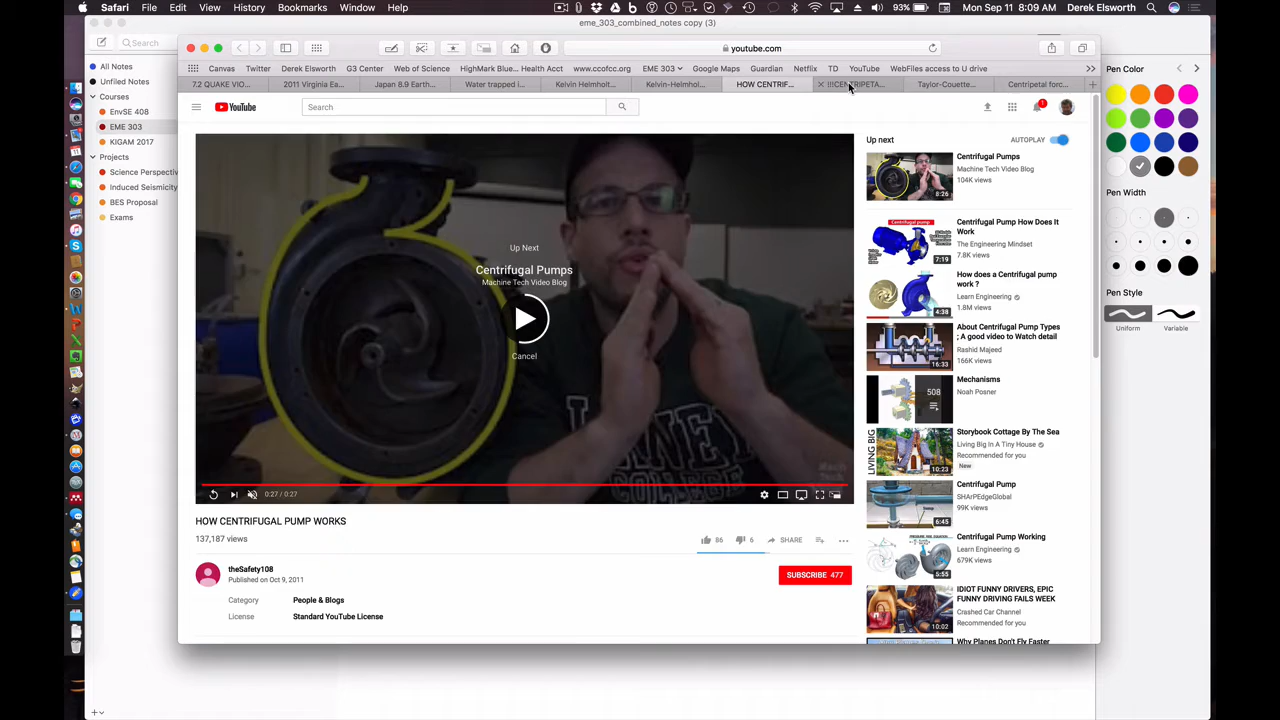 Safari File Edit View History Bookmarks Window Help
93% Mon Sep 11 8:09 AM Derek Elsworth
eme_303_combined_notes copy (3)
Search
youtube.com
Canvas Twitter Derek Elsworth G3 Center Web of Science HighMark Blue.. Health Acct www.ccofcc.org EME 303 Google Maps Guardian Netflix TD YouTube WebFiles access to U drive
7.2 QUAKE VIO... 2011 Virginia Ea... Japan 8.9 Earth... Water trapped i... Kelvin Helmholt... Kelvin-Helmhol... HOW CENTRIF... Taylor-Couette... Centripetal forc...
All Notes
Unfiled Notes
Courses
EnvSE 408
EME 303
KIGAM 2017
Projects
Science Perspectiv
Induced Seismicity
BES Proposal
Exams
YouTube
Search
1
Up Next
Centrifugal Pumps
Machine Tech Video Blog
Cancel
0:27 / 0:27
HOW CENTRIFUGAL PUMP WORKS
137,187 views
86 6 SHARE
theSafety108
Published on Oct 9, 2011
SUBSCRIBE 477
Category People & Blogs
License Standard YouTube License
Up next AUTOPLAY
Centrifugal Pumps
Machine Tech Video Blog
104K views
8:26
Centrifugal Pump How Does It
Work
The Engineering Mindset
7.8K views
Centrifugal pump
7:19
How does a Centrifugal pump
work ?
Learn Engineering
1.8M views
4:38
About Centrifugal Pump Types
; A good video to Watch detail
Rashid Majeed
166K views
16:33
Mechanisms
Noah Posner
508
Storybook Cottage By The Sea
Living Big In A Tiny House
Recommended for you
New
LIVING BIG
10:23
Centrifugal Pump
SHArPEdgeGlobal
99K views
6:45
Centrifugal Pump Working
Learn Engineering
679K views
5:55
IDIOT FUNNY DRIVERS, EPIC
FUNNY DRIVING FAILS WEEK
Crashed Car Channel
Recommended for you
10:02
Why Planes Don't Fly Faster
Pen Color
Pen Width
Pen Style
Uniform Variable